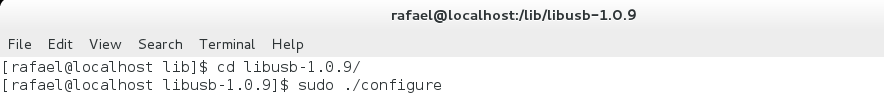 rafael@localhost:/lib/libusb-1.0.9
File Edit View Search Terminal Help
[rafael@localhost lib]$ cd libusb-1.0.9/
[rafael@localhost libusb-1.0.9]$ sudo ./configure